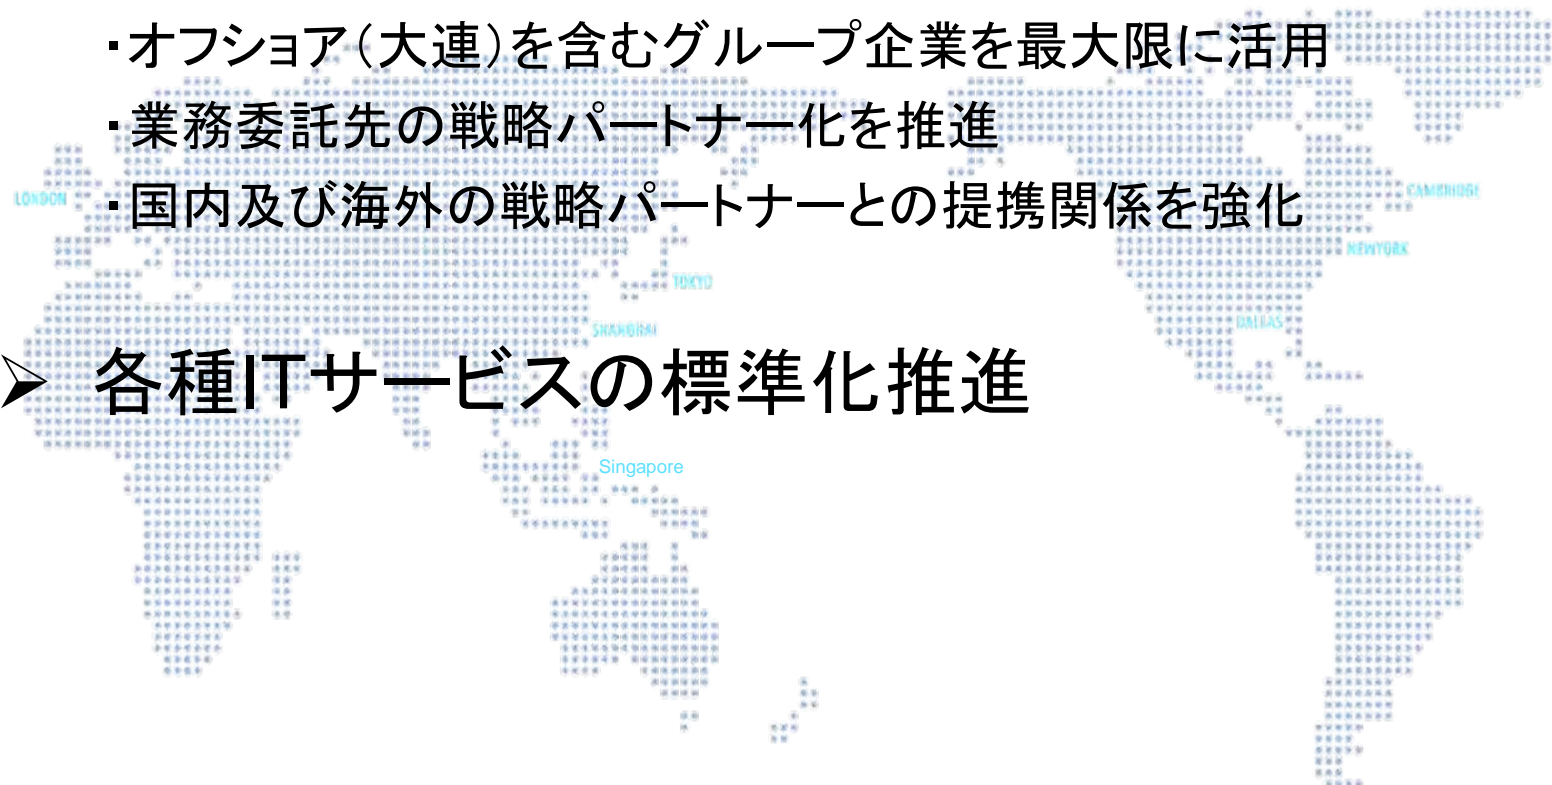 ・オフショア（大連）を含むグループ企業を最大限に活用
・業務委託先の戦略パートナー化を推進
・国内及び海外の戦略パートナーとの提携関係を強化
LONDON
CAMBRIDGE
NEWYORK
TOKYO
SHANGHAI
DALLAS
➢ 各種ITサービスの標準化推進
Singapore